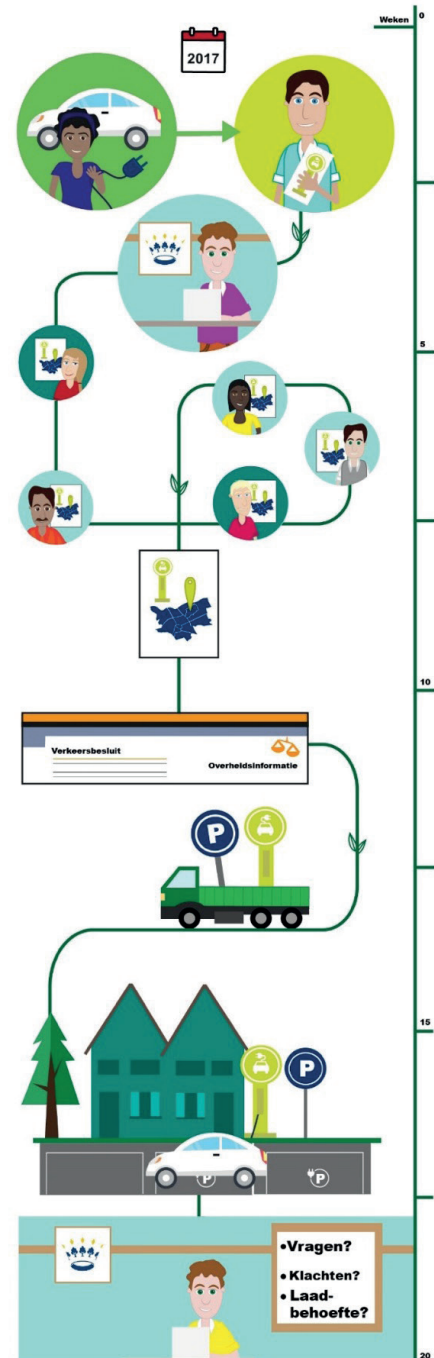 Weken
0
2017
5
10
Verkeersbesluit
Overheidsinformatie
P
15
P
P
P
•Vragen?
• Klachten?
• Laad-
behoefte?
20